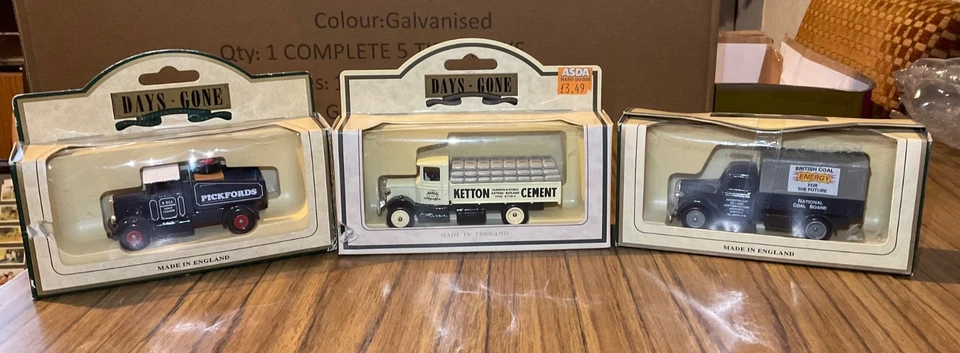 Colour:Galvanised
Qty: 1 COMPLETE 5
DAYS·GONE
PICKFORDS
MADE IN ENGLAND
DAYS·GONE
ASDA
£3.49
KETTON CEMENT
MADE IN ENGLAND
BRITISH COAL
ENERGY
FOR
THE FUTURE
NATIONAL
COAL BOARD
MADE IN ENGLAND